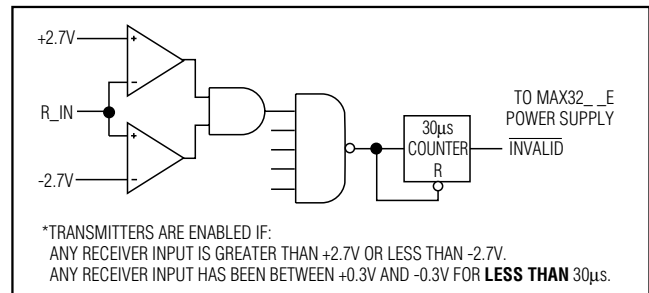 +2.7V
R_IN
-2.7V
30µs
COUNTER
R
TO MAX32_ _E
POWER SUPPLY
INVALID
*TRANSMITTERS ARE ENABLED IF:
ANY RECEIVER INPUT IS GREATER THAN +2.7V OR LESS THAN -2.7V.
ANY RECEIVER INPUT HAS BEEN BETWEEN +0.3V AND -0.3V FOR LESS THAN 30µs.